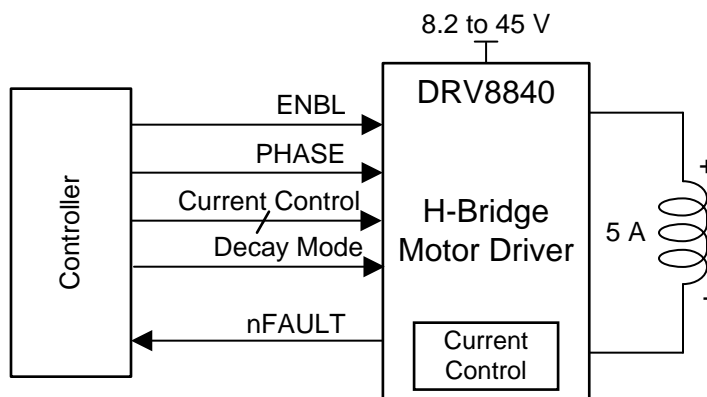 8.2 to 45 V
DRV8840
Controller
ENBL
PHASE
Current Control
Decay Mode
nFAULT
H-Bridge
Motor Driver
Current
Control
5 A
+